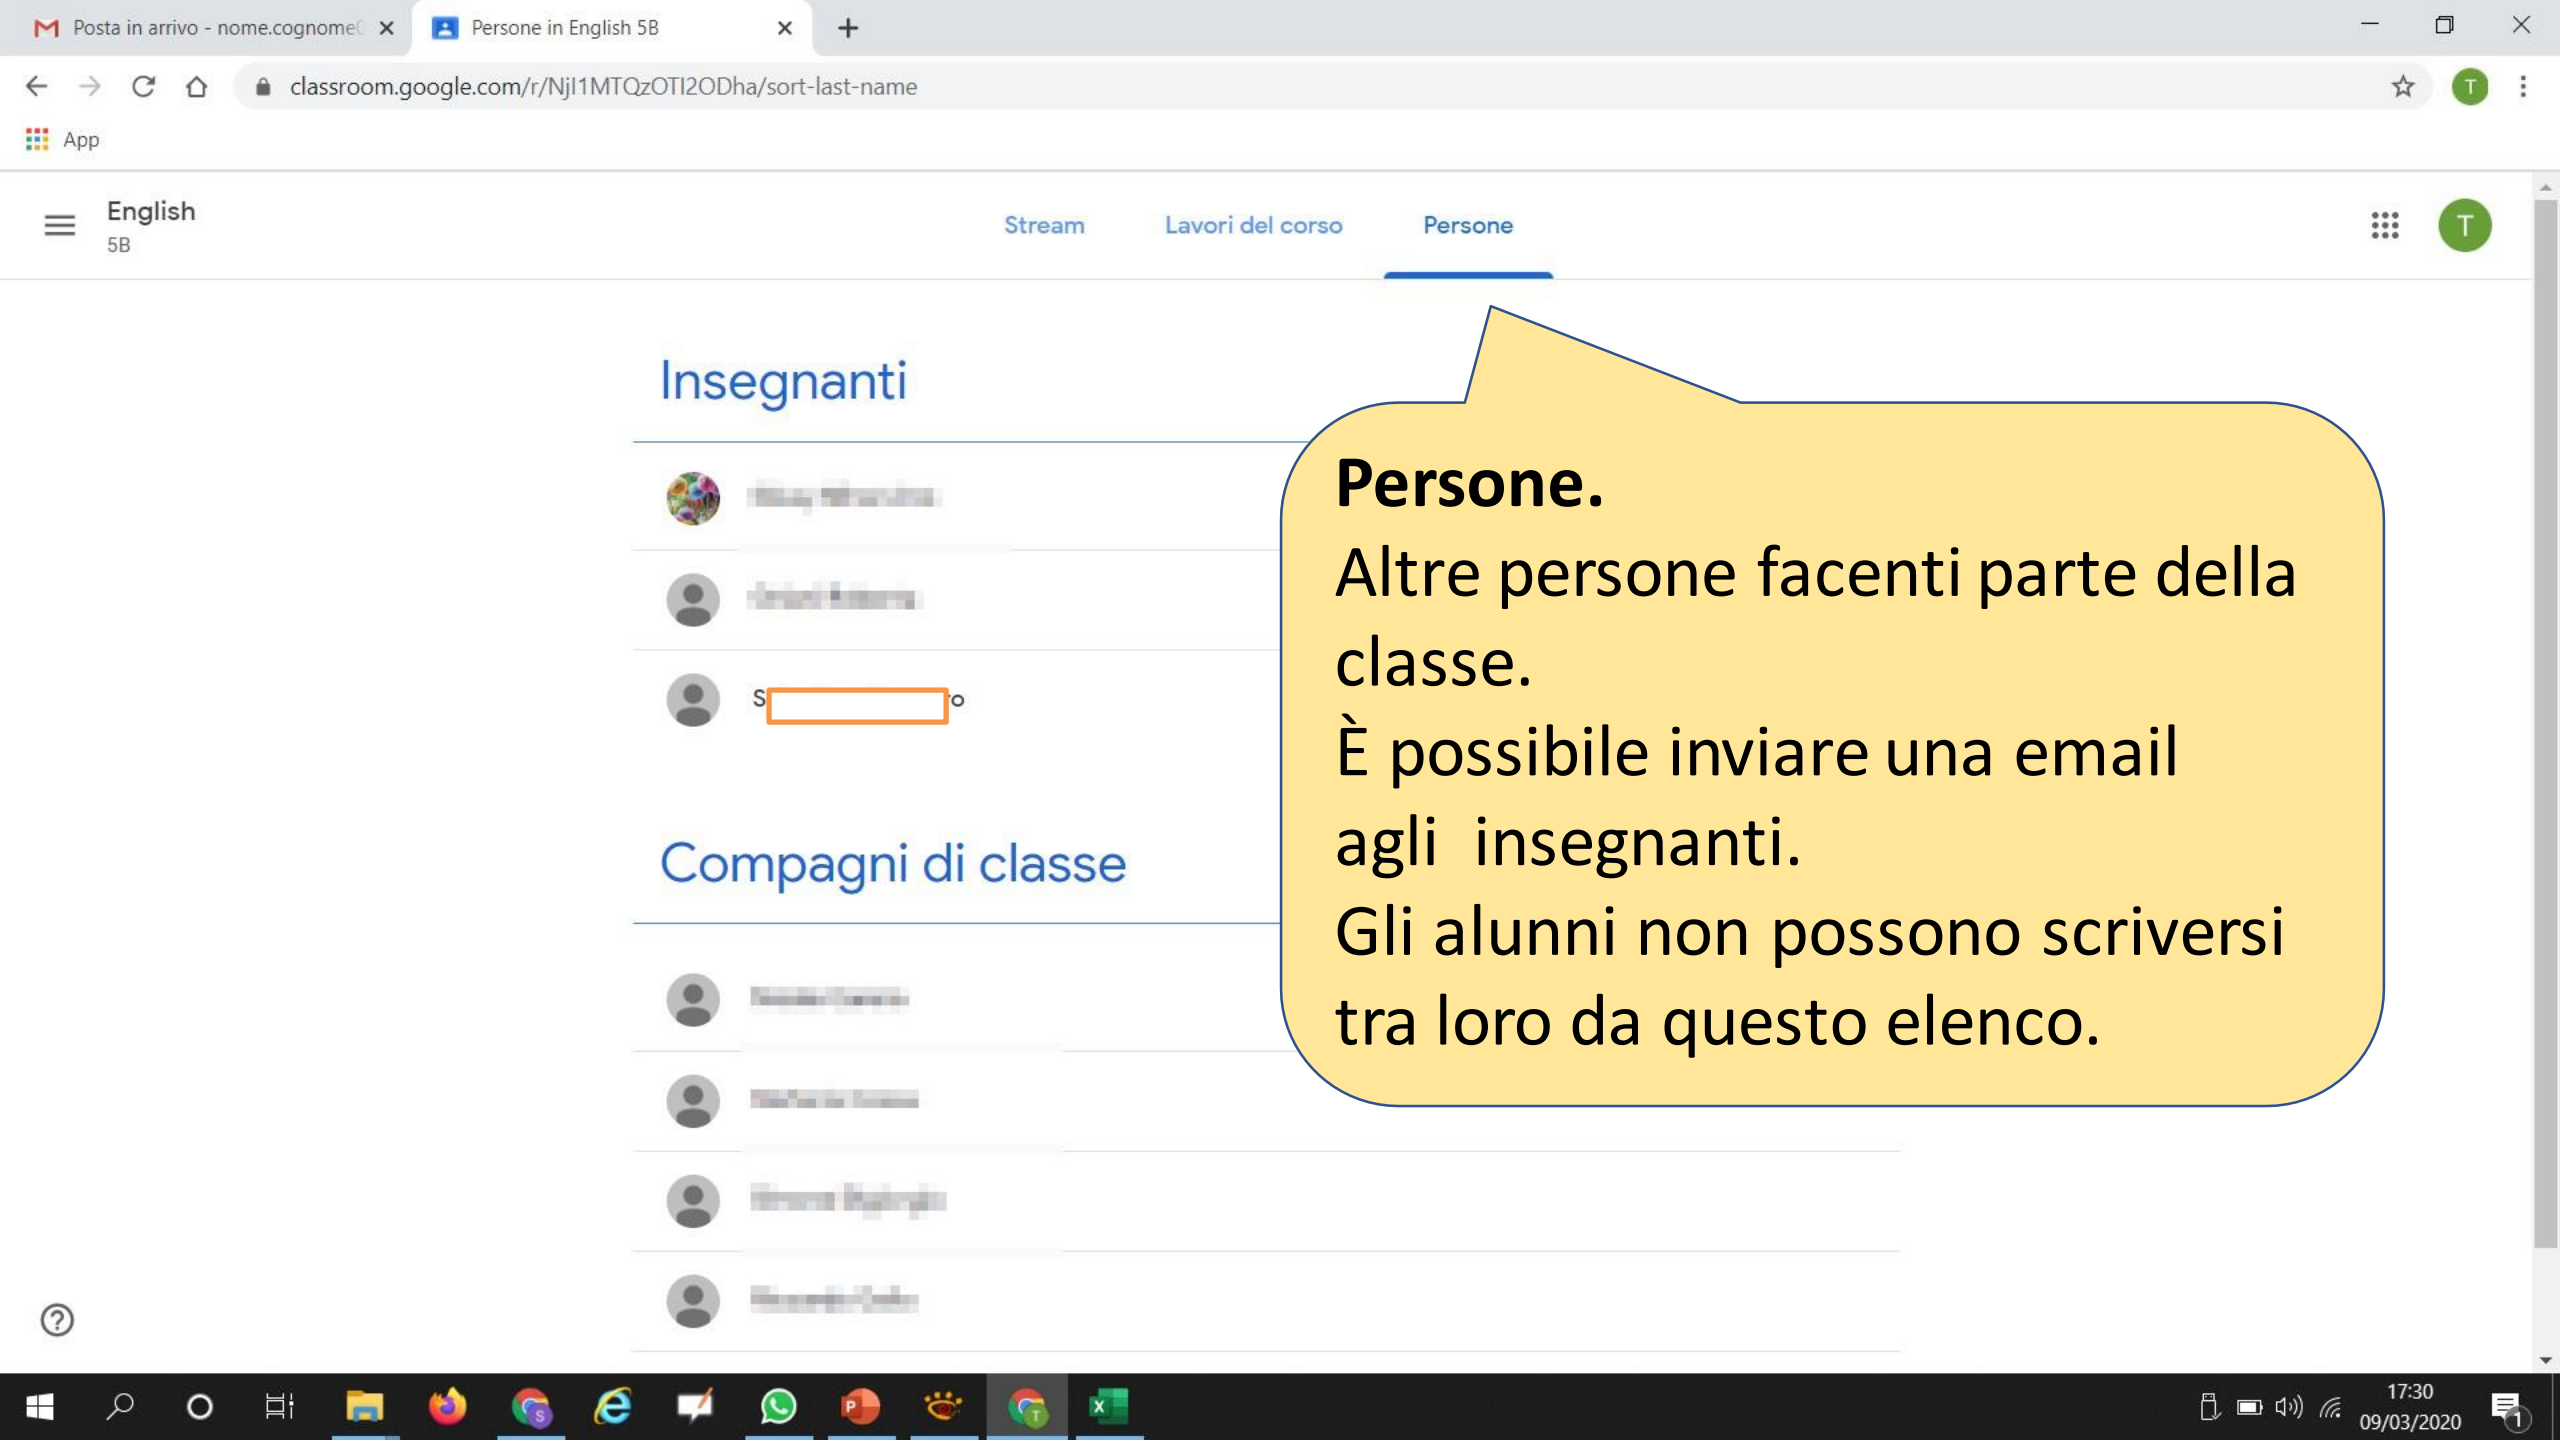 Posta in arrivo - nome.cognome
Persone in English 5B
classroom.google.com/r/NjI1MTQzOTI2ODha/sort-last-name
T
App
English
5B
Stream
Lavori del corso
Persone
T
Insegnanti
S
o
Persone.
Altre persone facenti parte della
classe.
È possibile inviare una email
agli insegnanti.
Gli alunni non possono scriversi
tra loro da questo elenco.
Compagni di classe
17:30
09/03/2020
1